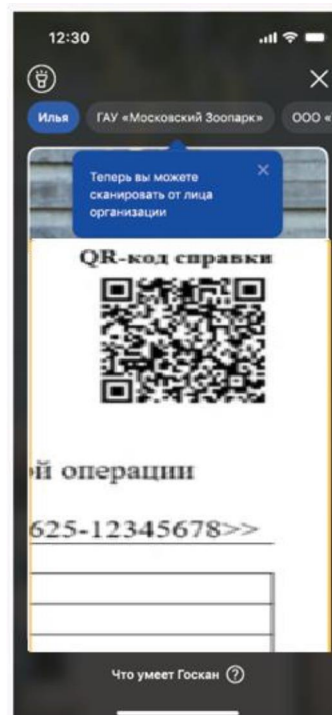 12:30
Илья ГАУ «Московский Зоопарк» ООО «
Теперь вы можете
сканировать от лица
организации
QR-код справки
й операции
625-12345678>>
Что умеет Госкан ?